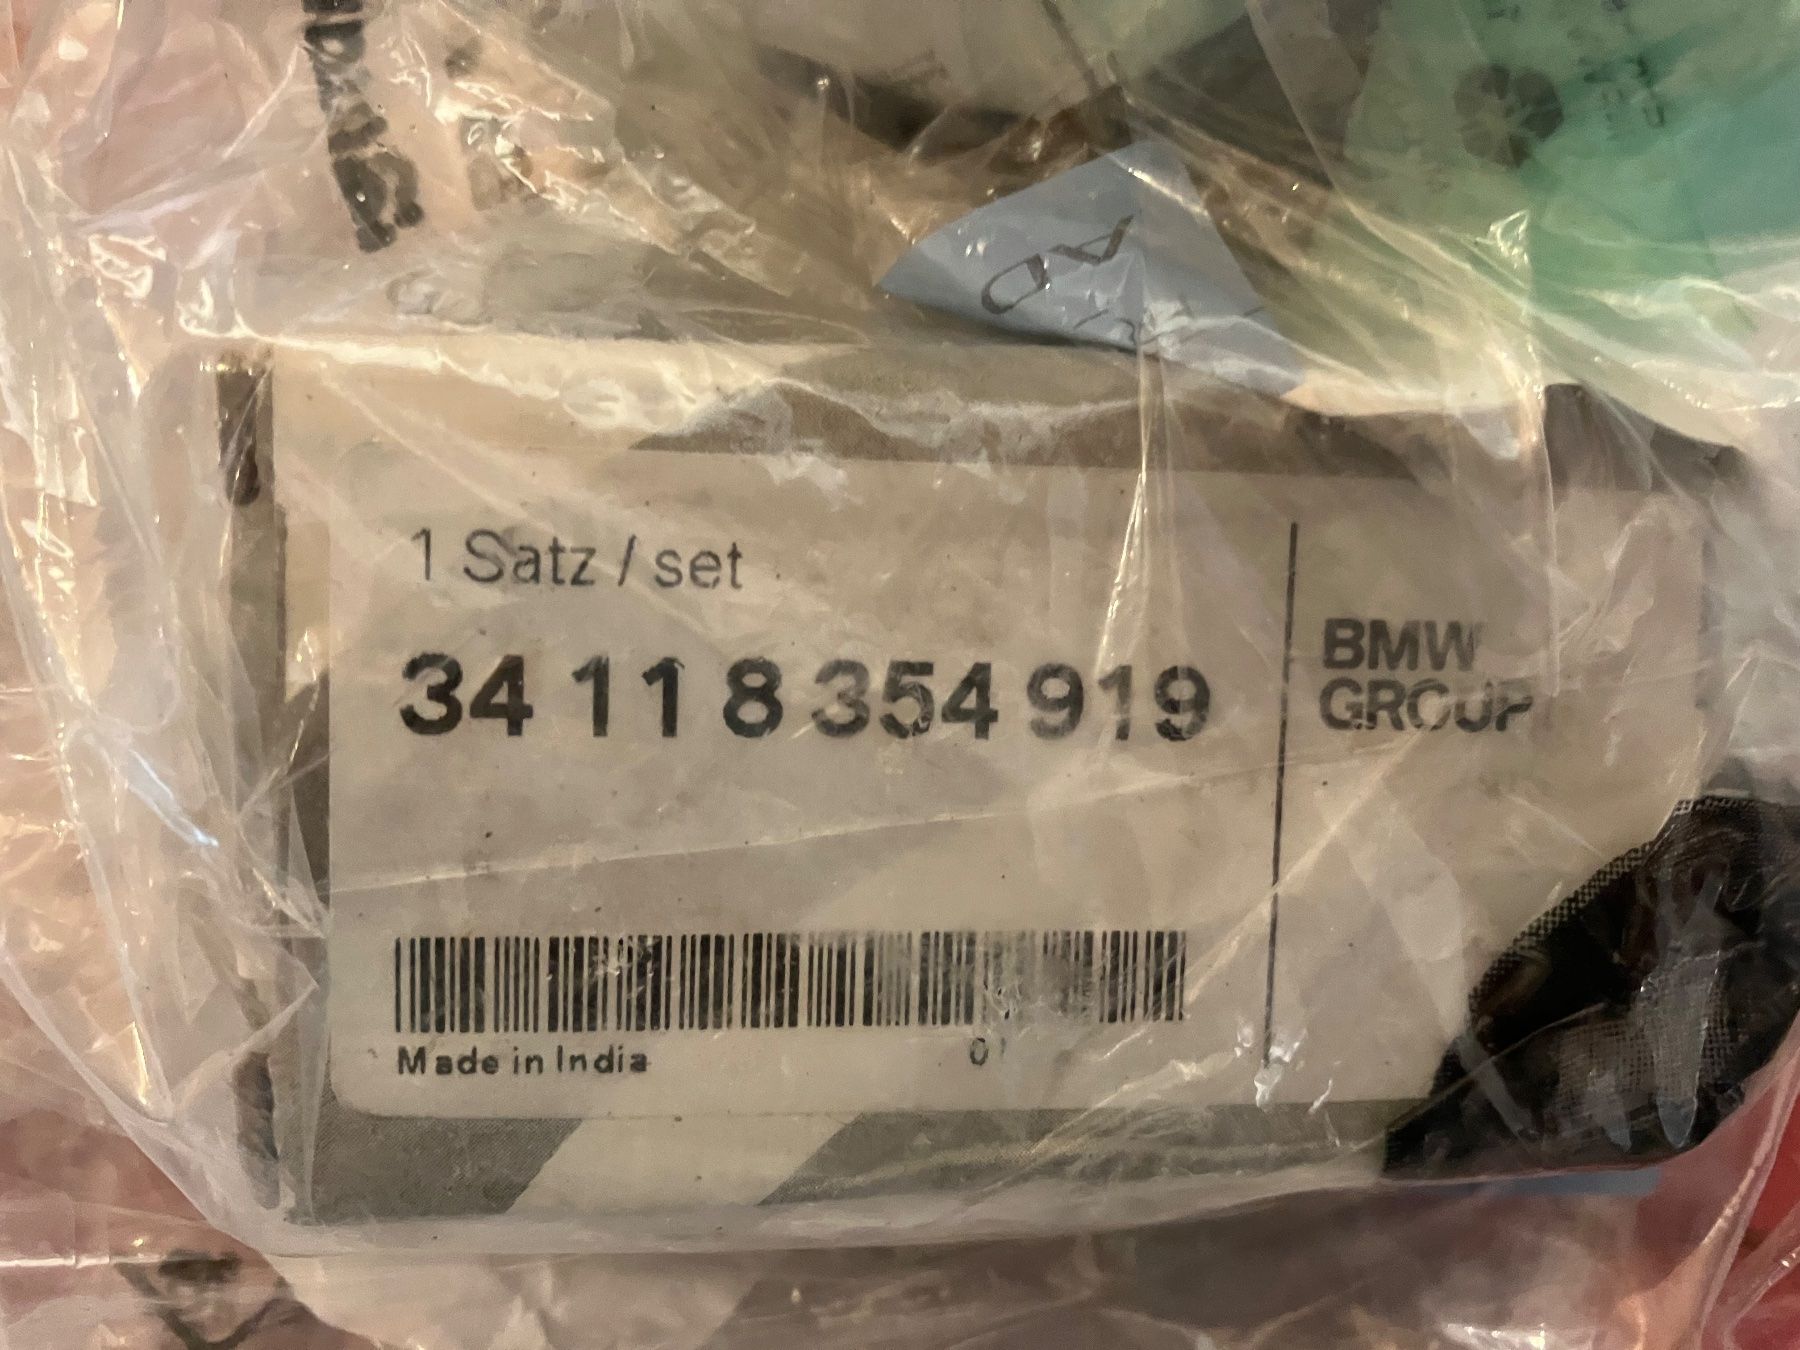 1 Satz / set
34 11 8 354 919
BMW
GROUP
Made in India